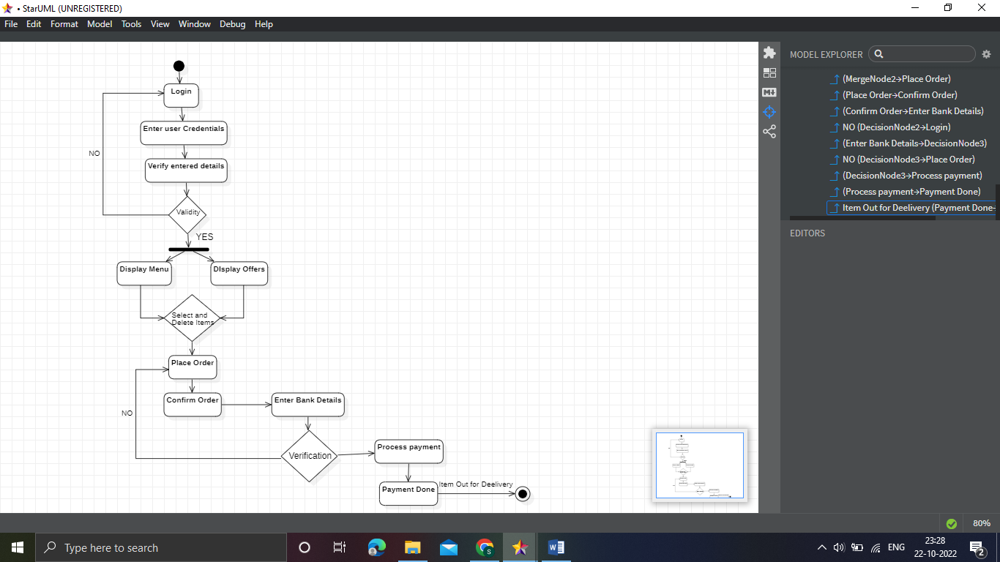 • StarUML (UNREGISTERED)
File Edit Format Model Tools View Window Debug Help
Login
Enter user Credentials
NO
Verify entered details
Validity
YES
Display Menu
DIsplay Offers
Select and
Delete Items
Place Order
Confirm Order
Enter Bank Details
NO
Verification
Process payment
Payment Done
Item Out for Deelivery
MODEL EXPLORER
(MergeNode2→Place Order)
(Place Order→Confirm Order)
(Confirm Order→Enter Bank Details)
NO (DecisionNode2→Login)
(Enter Bank Details→DecisionNode3)
NO (DecisionNode3→Place Order)
(DecisionNode3→Process payment)
(Process payment→Payment Done)
Item Out for Deelivery (Payment Done→
EDITORS
80%
Type here to search
ENG
23:28
22-10-2022
2